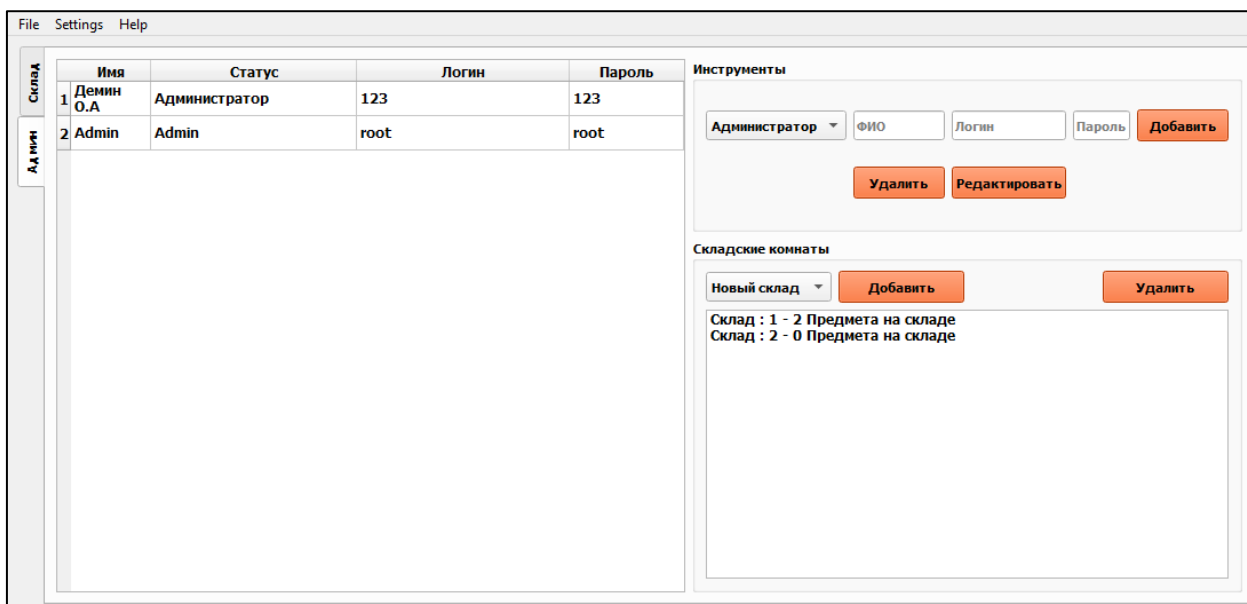 File Settings Help
Склад
Админ
Имя Статус Логин Пароль
1 Демин О.А Администратор 123 123
2 Admin Admin root root
Инструменты
Администратор ФИО Логин Пароль Добавить
Удалить Редактировать
Складские комнаты
Новый склад Добавить Удалить
Склад : 1 - 2 Предмета на складе
Склад : 2 - 0 Предмета на складе